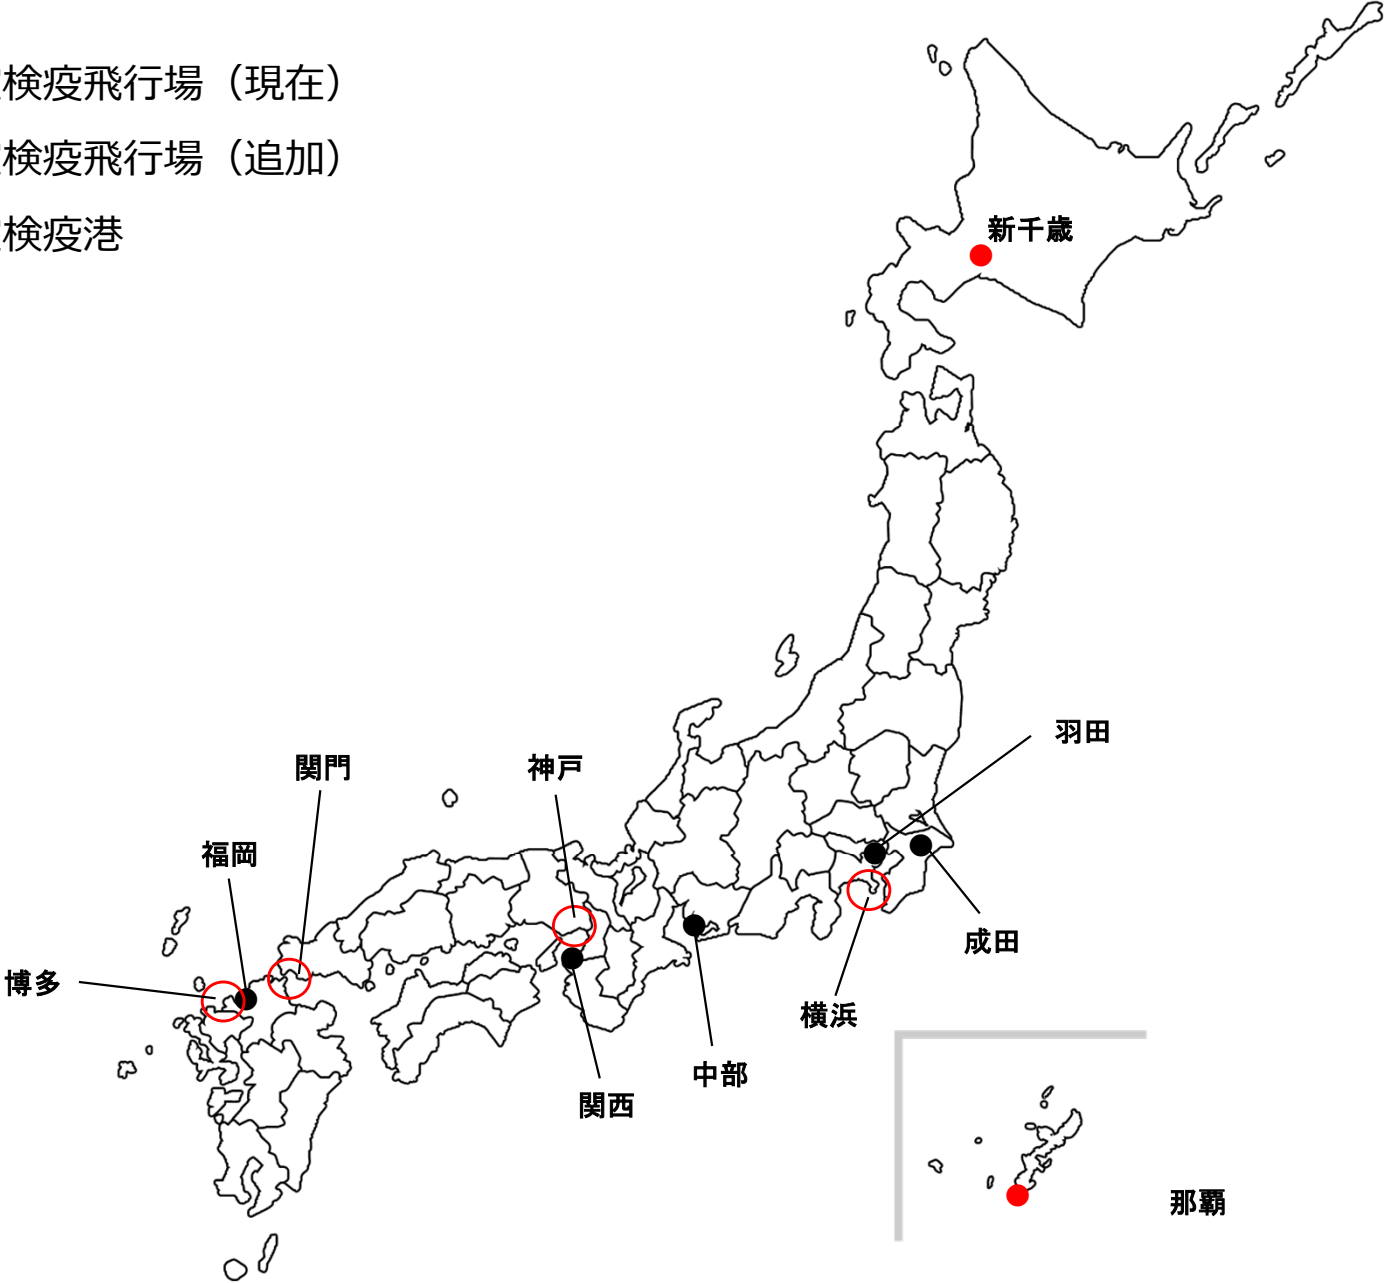 検疫飛行場（現在）
検疫飛行場（追加）
検疫港
新千歳
羽田
関門
神戸
福岡
成田
博多
横浜
中部
関西
那覇